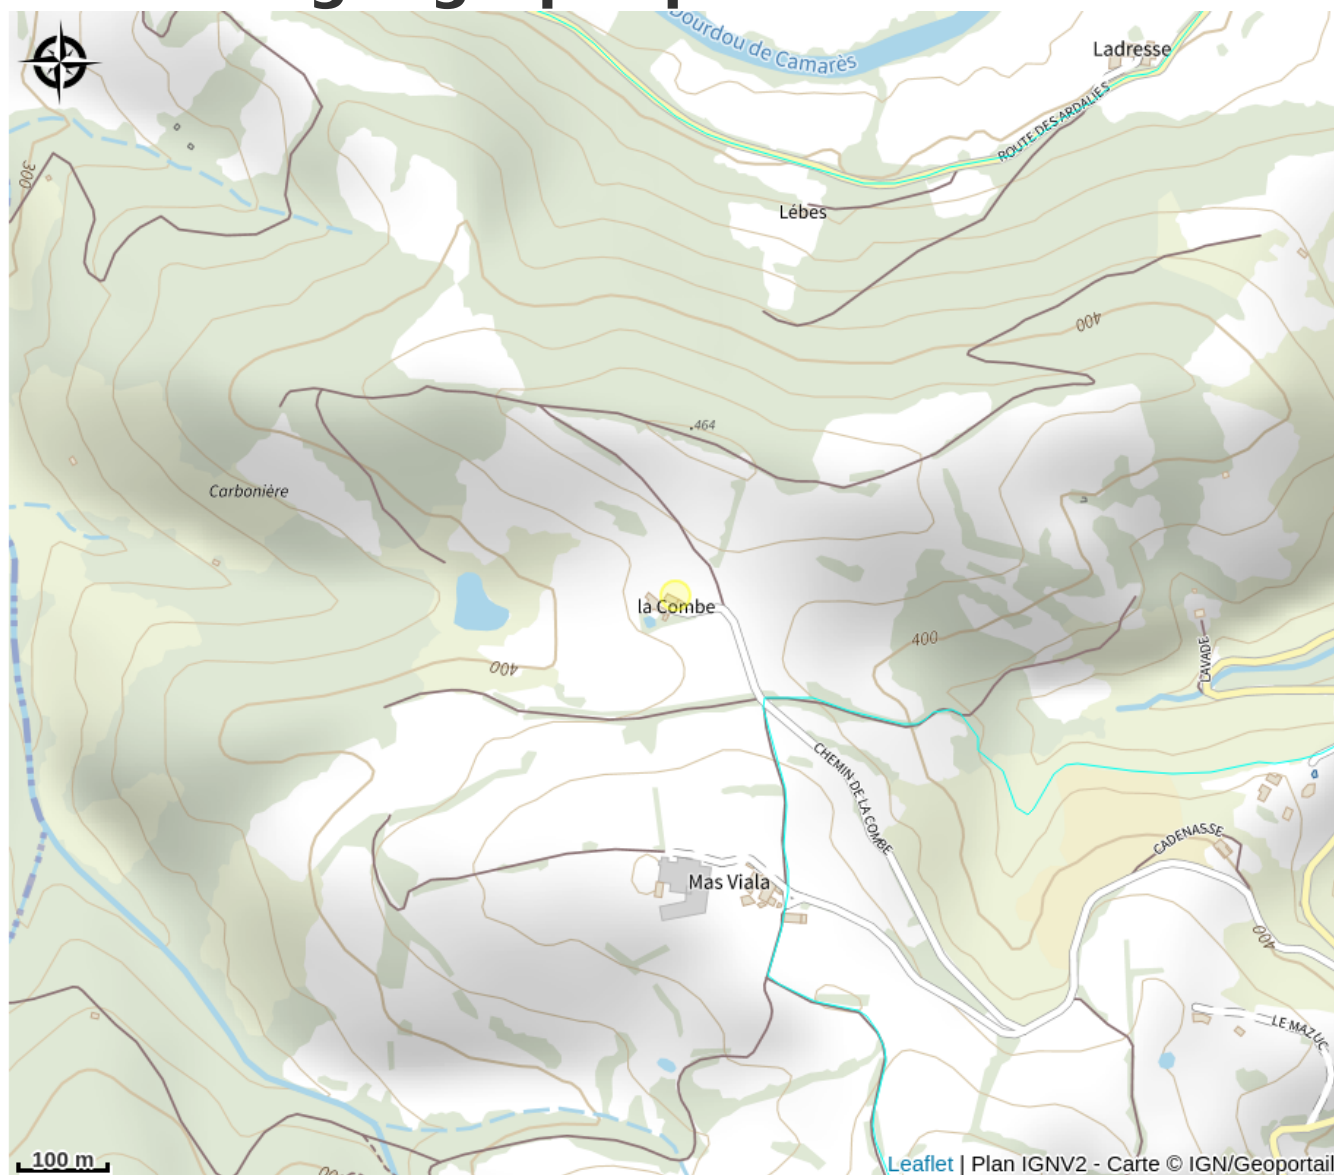 Dourdou de Camarès
Ladresse
ROUTE DES ARDALIES
300
Lébes
400
.464
Carbonière
la Combe
400
400
LAVADE
CHEMIN DE LA COMBE
CADENASSE
Mas Viala
400
LE MAZUC
100 m
Leaflet | Plan IGNV2 - Carte © IGN/Geoportail